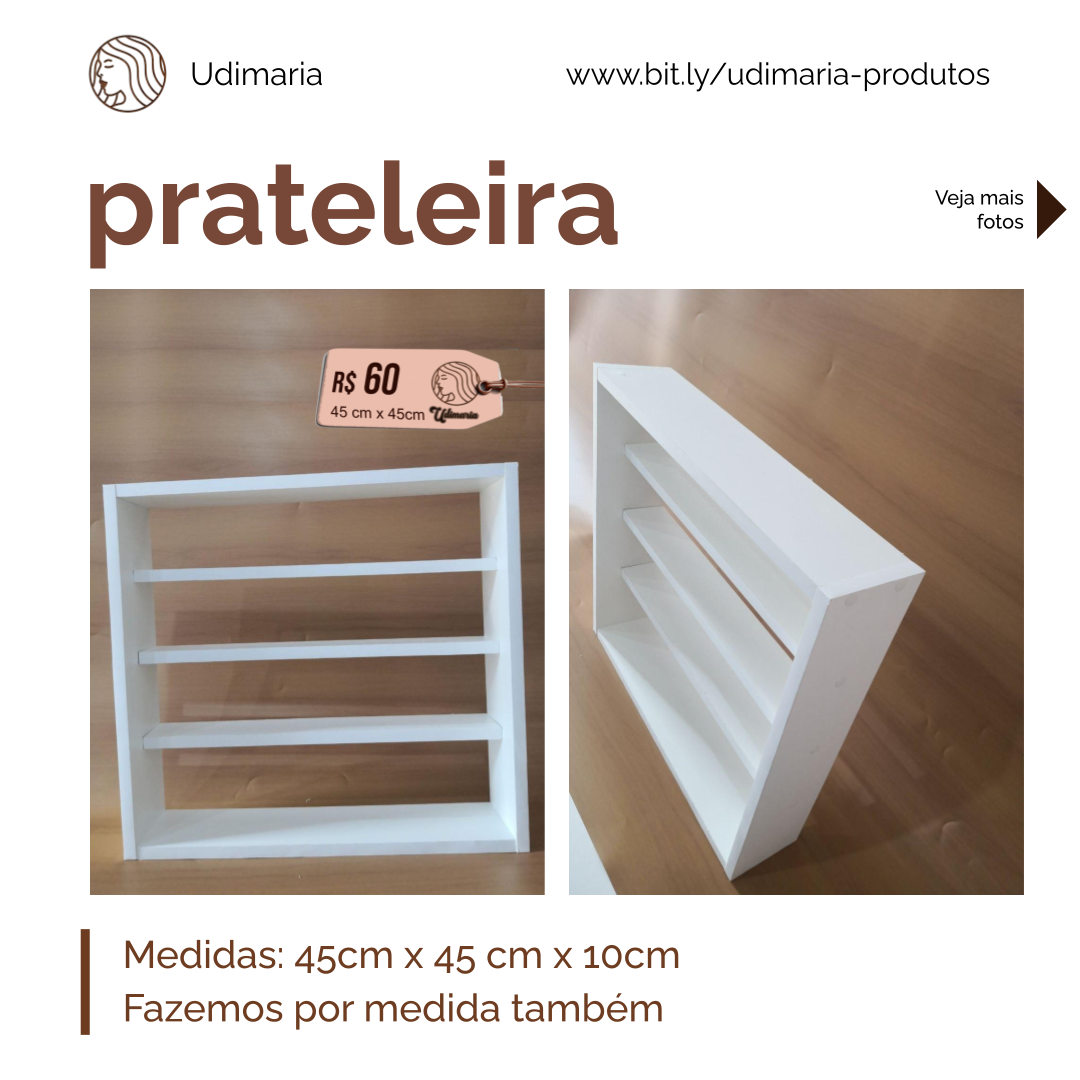 Udimaria
www.bit.ly/udimaria-produtos
prateleira
Veja mais
fotos
R$ 60
45 cm x 45cm
Udimaria
Medidas: 45cm x 45 cm x 10cm
Fazemos por medida também